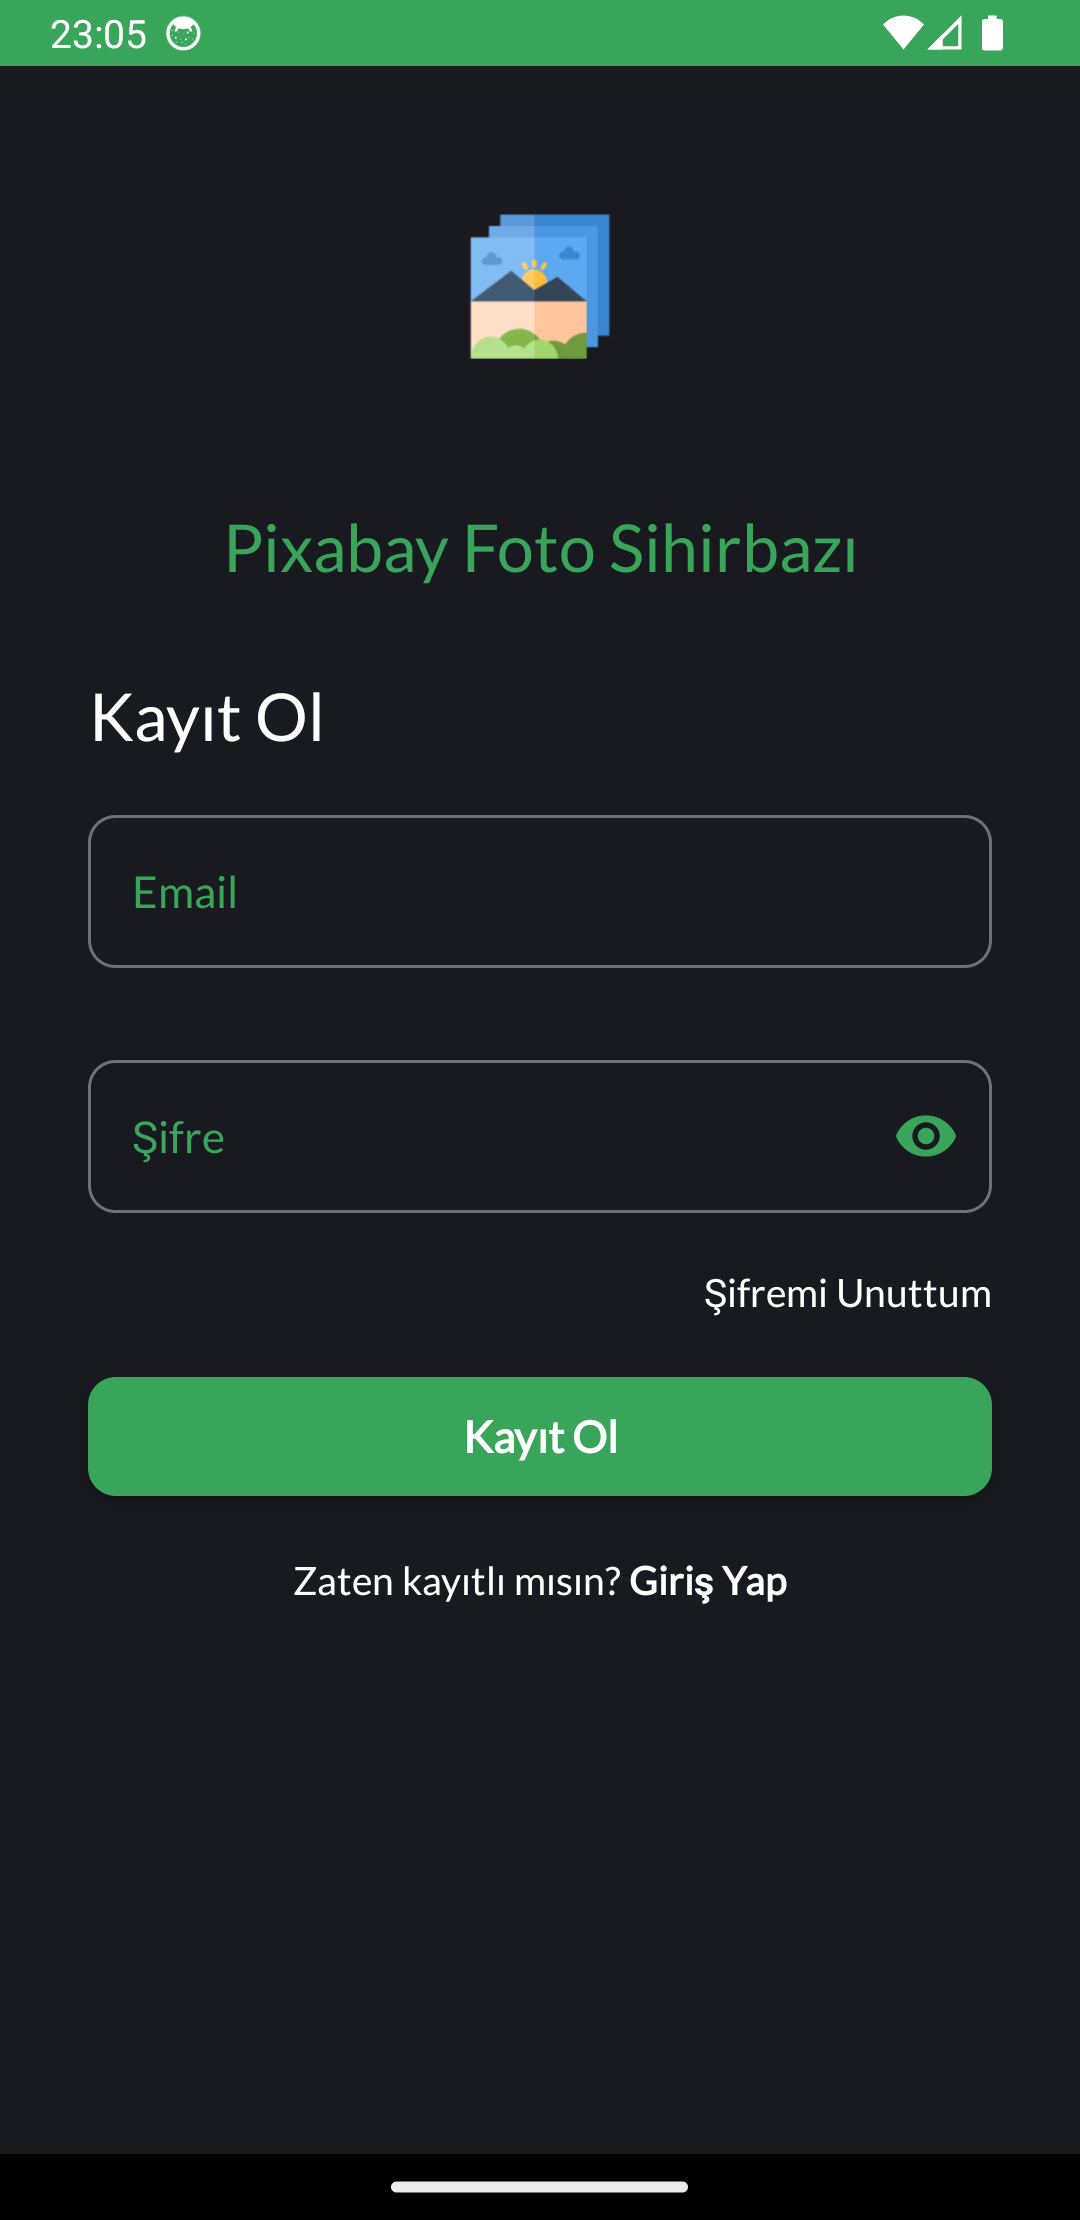 23:05
Pixabay Foto Sihirbazı
Kayıt Ol
Email
Şifre
Şifremi Unuttum
Kayıt Ol
Zaten kayıtlı mısın? Giriş Yap